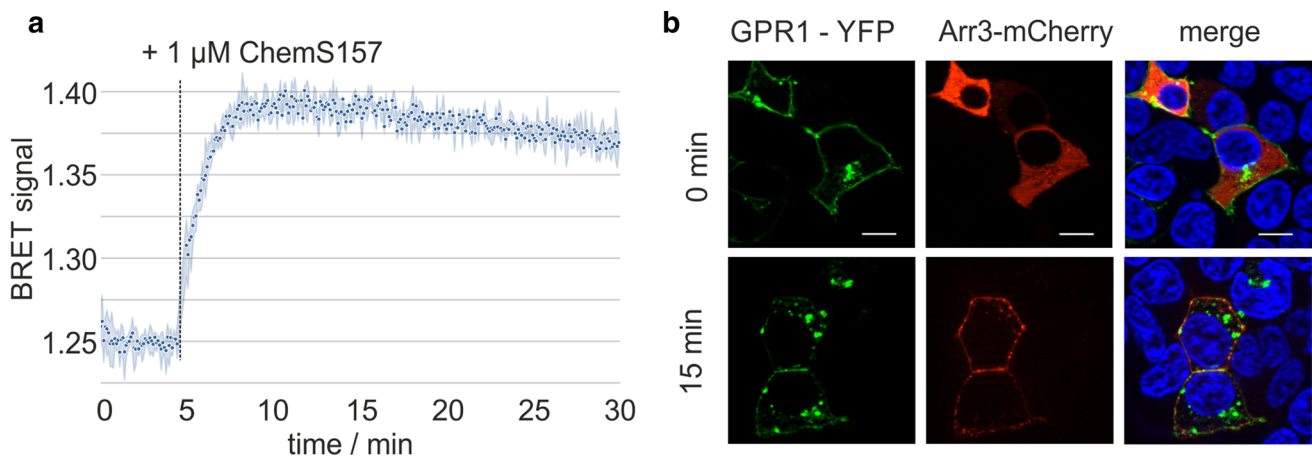 a
+ 1 µM ChemS157
BRET signal
1.40
1.35
1.30
1.25
0 5 10 15 20 25 30
time / min
b
GPR1 - YFP Arr3-mCherry merge
0 min
15 min